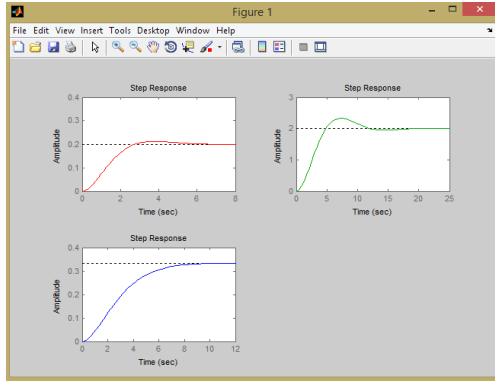 Figure 1
File Edit View Insert Tools Desktop Window Help
Step Response
0.4
0.3
0.2
0.1
0
Amplitude
0 2 4 6 8
Time (sec)
Step Response
3
2
1
0
Amplitude
0 5 10 15 20 25
Time (sec)
Step Response
0.4
0.3
0.2
0.1
0
Amplitude
0 2 4 6 8 10 12
Time (sec)